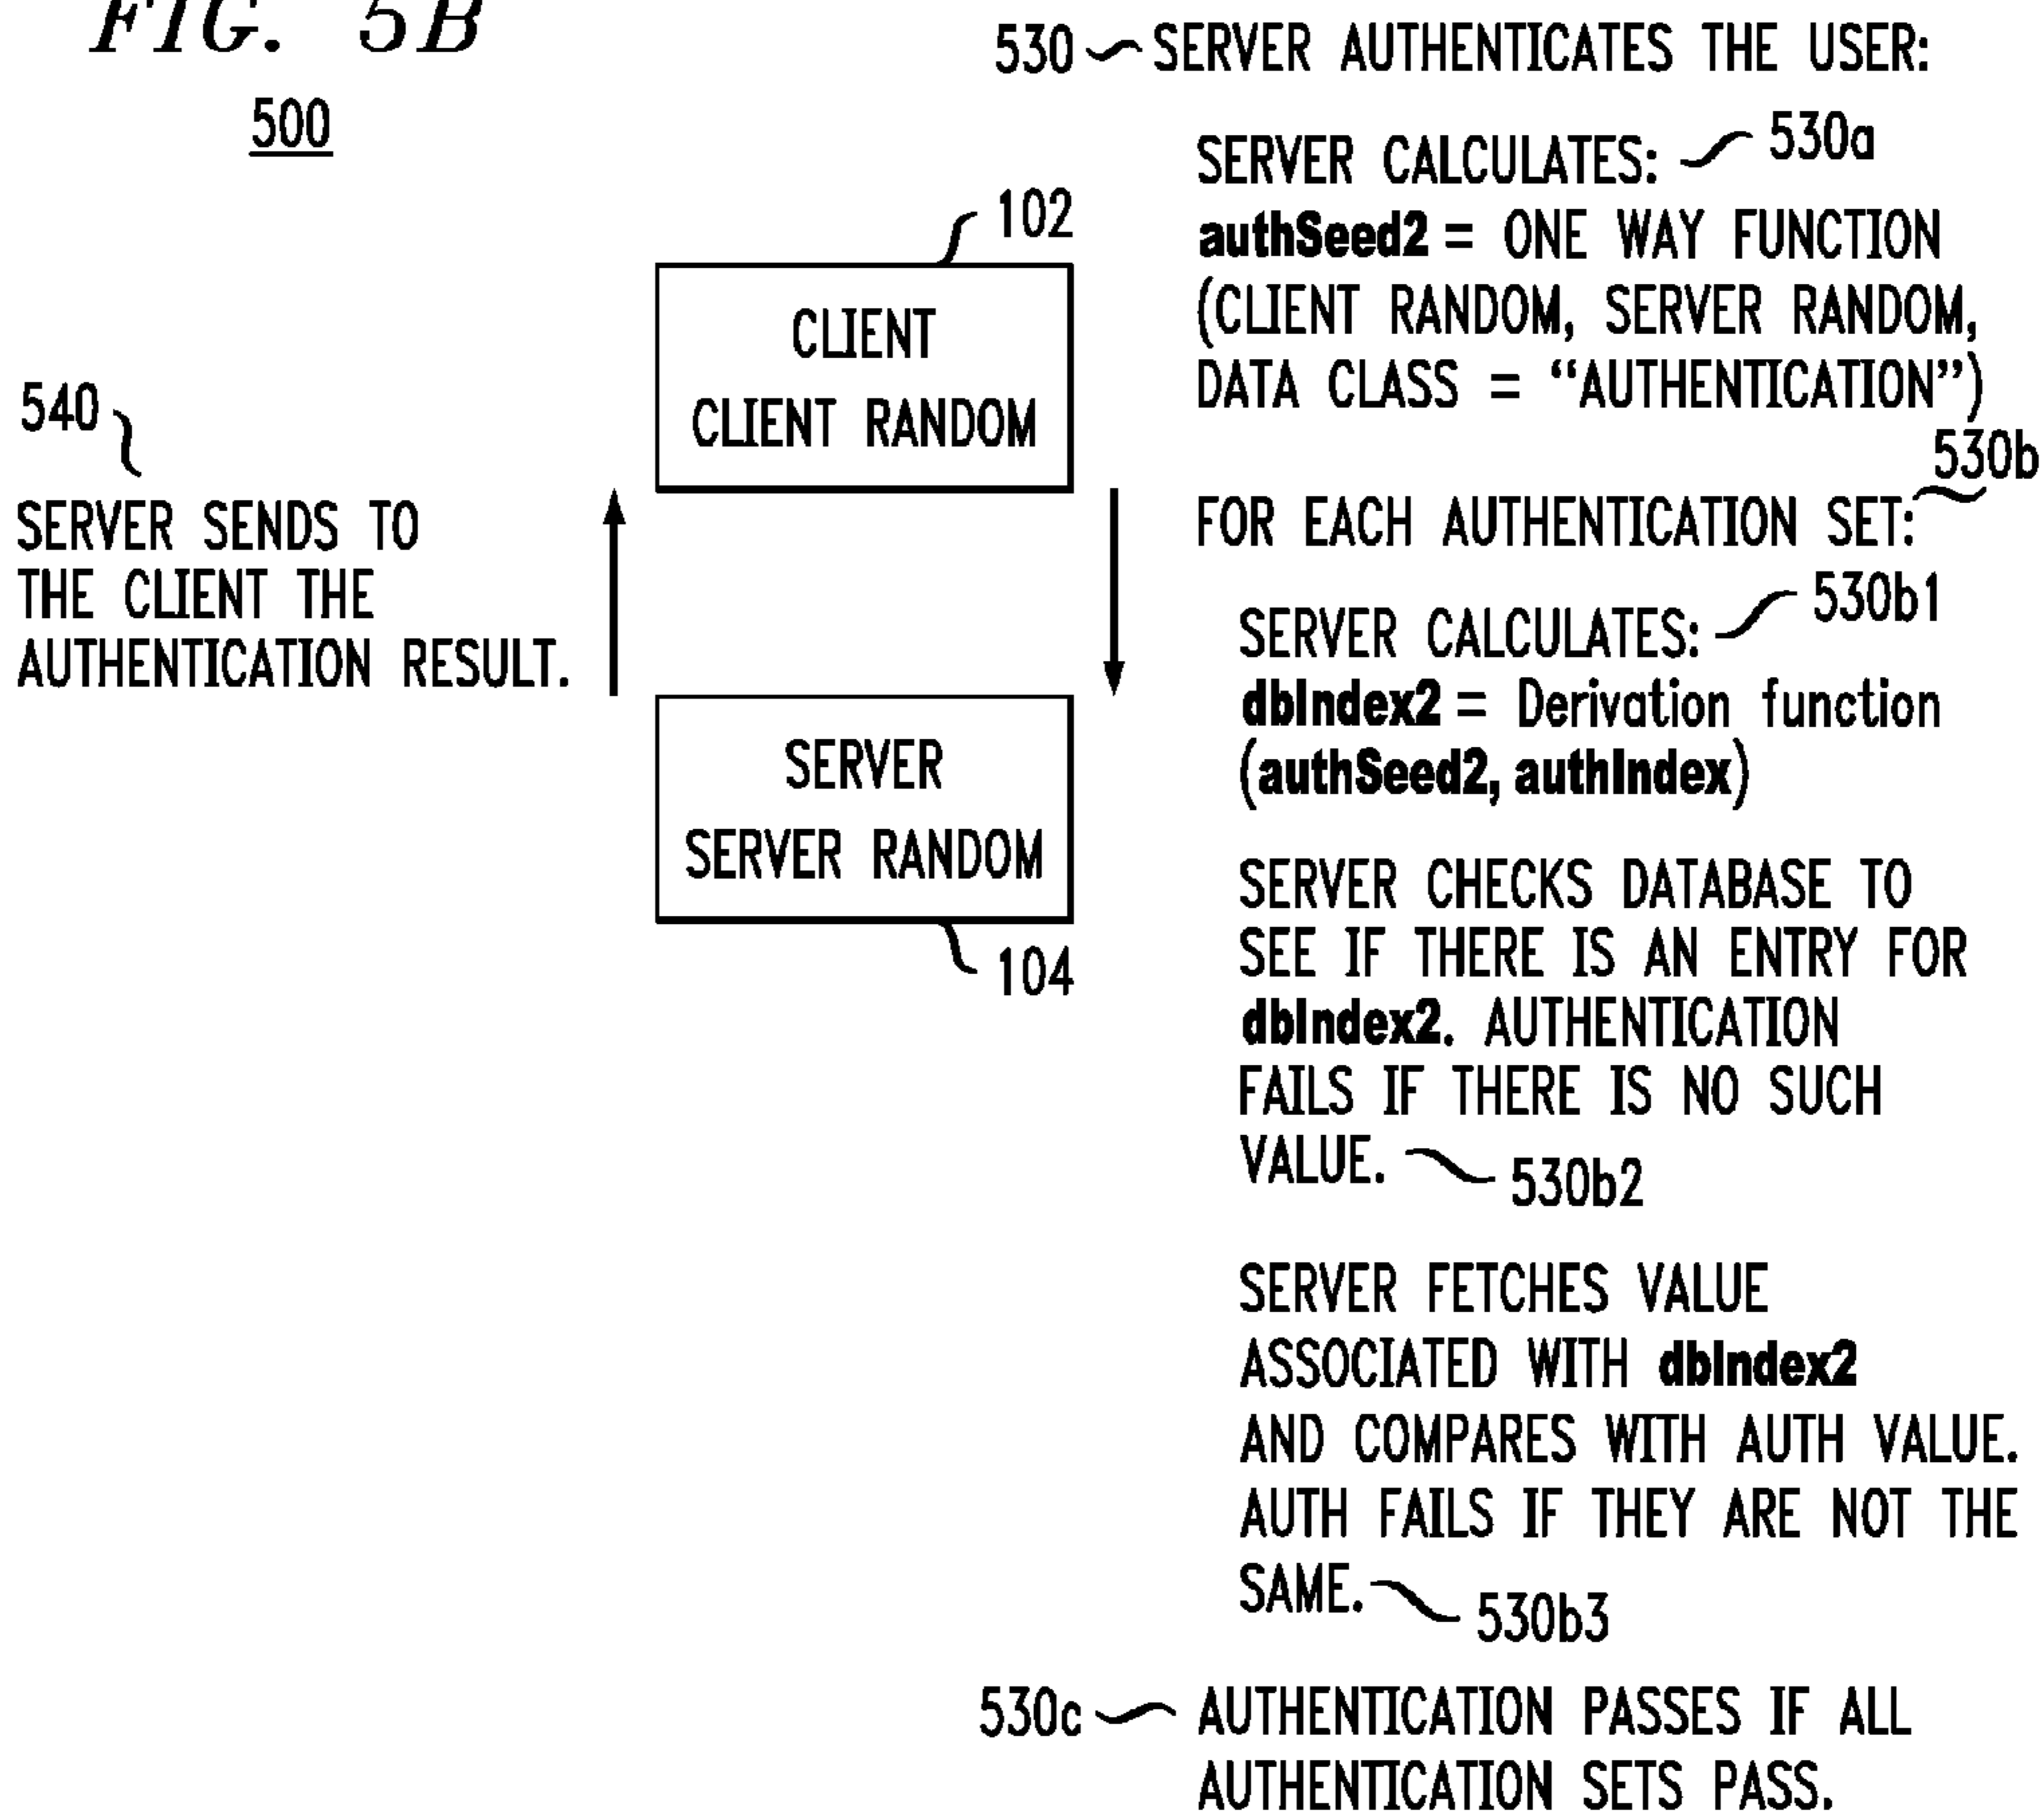 FIG. 5B
500
530 SERVER AUTHENTICATES THE USER:
SERVER CALCULATES: 530a
authSeed2 = ONE WAY FUNCTION
(CLIENT RANDOM, SERVER RANDOM,
DATA CLASS = “AUTHENTICATION”)
530b
FOR EACH AUTHENTICATION SET:
530b1
SERVER CALCULATES:
dbIndex2 = Derivation function
(authSeed2, authIndex)
SERVER CHECKS DATABASE TO
SEE IF THERE IS AN ENTRY FOR
dbIndex2. AUTHENTICATION
FAILS IF THERE IS NO SUCH
VALUE. 530b2
SERVER FETCHES VALUE
ASSOCIATED WITH dbIndex2
AND COMPARES WITH AUTH VALUE.
AUTH FAILS IF THEY ARE NOT THE
SAME. 530b3
530c AUTHENTICATION PASSES IF ALL
AUTHENTICATION SETS PASS.
102
CLIENT
CLIENT RANDOM
SERVER
SERVER RANDOM
104
540
SERVER SENDS TO
THE CLIENT THE
AUTHENTICATION RESULT.